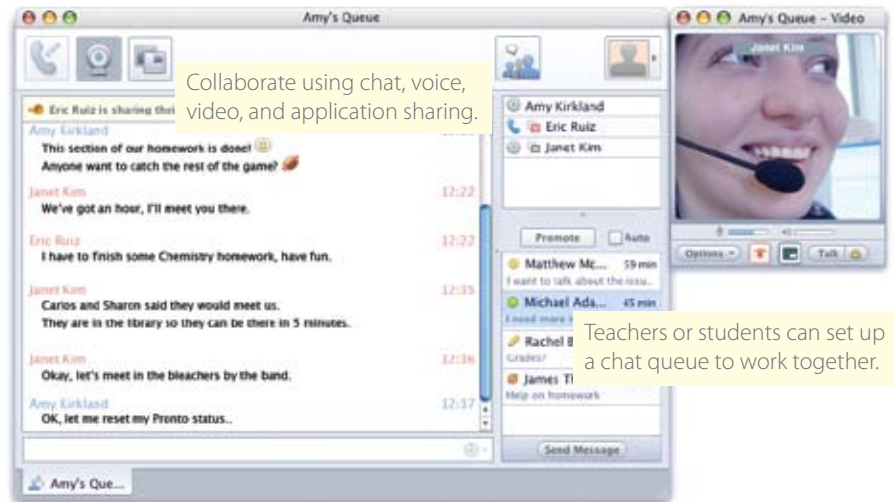 Amy's Queue
Amy's Queue – Video
Janet Kim
Collaborate using chat, voice,
video, and application sharing.
Eric Ruiz is sharing
Amy Kirkland
This section of our homework is done!
Anyone want to catch the rest of the game?
Janet Kim 12:22
We've got an hour, I'll meet you there.
Eric Ruiz 12:22
I have to finish some Chemistry homework, have fun.
Janet Kim 12:35
Carlos and Sharon said they would meet us.
They are in the library so they can be there in 5 minutes.
Janet Kim 12:36
Okay, let's meet in the bleachers by the band.
Amy Kirkland 12:37
OK, let me reset my Pronto status..
Amy Kirkland
Eric Ruiz
Janet Kim
Promote Auto
Matthew Mc... 59 min
I want to talk about the issu..
Michael Ada... 45 min
I need more
Rachel
Grades?
James
Help on homework
Send Message
Options Talk
Teachers or students can set up
a chat queue to work together.
Amy's Que...